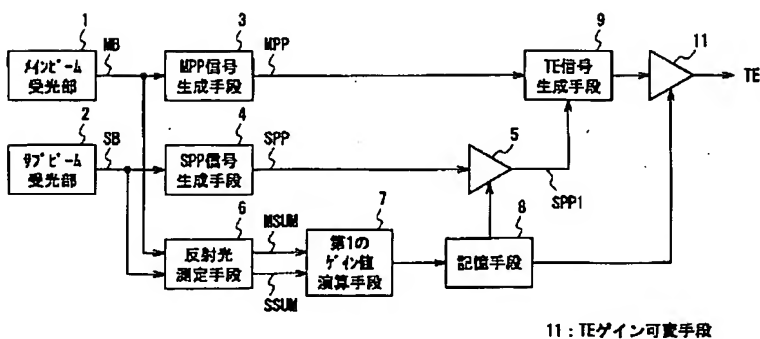 1
メインビーム
受光部
MB
3
MPP信号
生成手段
MPP
9
TE信号
生成手段
11
TE
2
サブビーム
受光部
SB
4
SPP信号
生成手段
SPP
5
SPP1
6
反射光
測定手段
MSUM
SSUM
7
第1の
ゲイン値
演算手段
8
記憶手段
11:TEゲイン可変手段